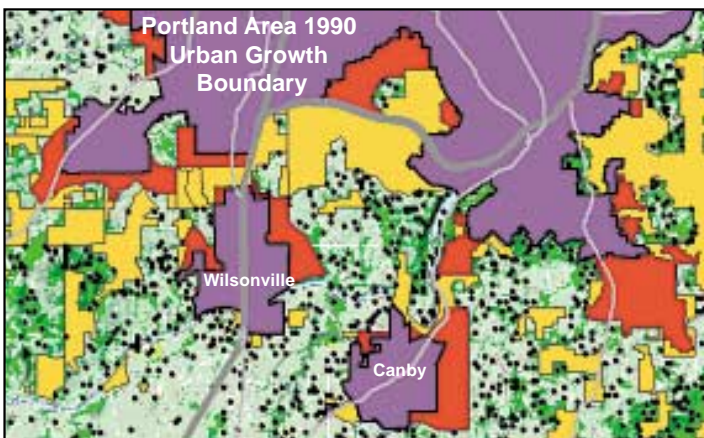 Portland Area 1990
Urban Growth
Boundary
Wilsonville
Canby